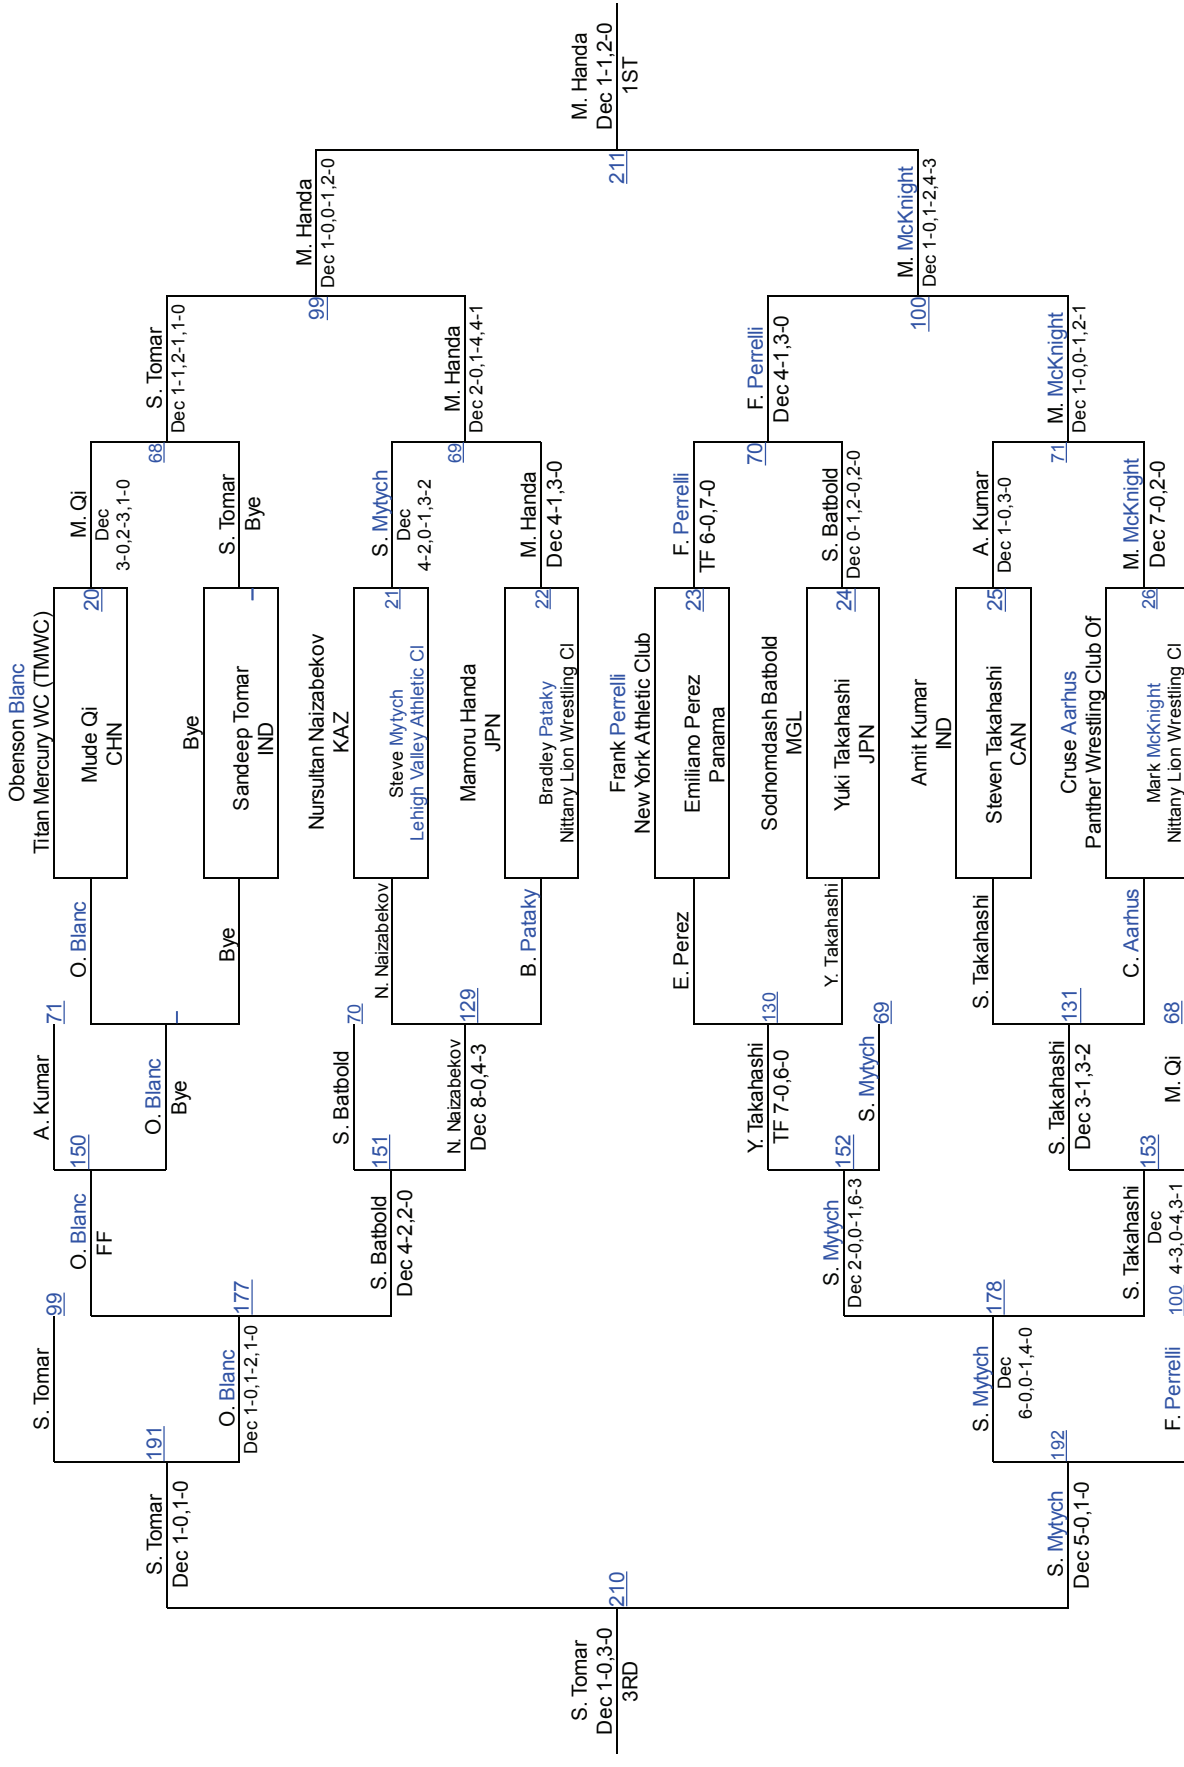 Obenson Blanc
Titan Mercury WC (TMWC)
Mude Qi
CHN
20
Bye
Sandeep Tomar
IND
Nursultan Naizabekov
KAZ
Steve Mytych
Lehigh Valley Athletic Cl
21
Mamoru Handa
JPN
Bradley Pataky
Nittany Lion Wrestling Cl
22
Frank Perrelli
New York Athletic Club
Emiliano Perez
Panama
23
Sodnomdash Batbold
MGL
Yuki Takahashi
JPN
24
Amit Kumar
IND
Steven Takahashi
CAN
25
Cruse Aarhus
Panther Wrestling Club Of
Mark McKnight
Nittany Lion Wrestling Cl
26
M. Qi
Dec
3-0,2-3,1-0
S. Tomar
Bye
S. Mytych
Dec
4-2,0-1,3-2
M. Handa
Dec 4-1,3-0
F. Perrelli
TF 6-0,7-0
S. Batbold
Dec 0-1,2-0,2-0
A. Kumar
Dec 1-0,3-0
M. McKnight
Dec 7-0,2-0
68
69
70
71
S. Tomar
Dec 1-1,2-1,1-0
M. Handa
Dec 2-0,1-4,4-1
F. Perrelli
Dec 4-1,3-0
M. McKnight
Dec 1-0,0-1,2-1
99
100
M. Handa
Dec 1-0,0-1,2-0
M. McKnight
Dec 1-0,1-2,4-3
211
M. Handa
Dec 1-1,2-0
1ST
O. Blanc
Bye
N. Naizabekov
B. Pataky
E. Perez
Y. Takahashi
S. Takahashi
C. Aarhus
71
70
129
130
69
131
68
A. Kumar
O. Blanc
Bye
S. Batbold
N. Naizabekov
Dec 8-0,4-3
Y. Takahashi
TF 7-0,6-0
S. Mytych
S. Takahashi
Dec 3-1,3-2
M. Qi
150
151
152
153
O. Blanc
FF
S. Batbold
Dec 4-2,2-0
S. Mytych
Dec 2-0,0-1,6-3
S. Takahashi
Dec
4-3,0-4,3-1
99
177
178
100
S. Tomar
O. Blanc
Dec 1-0,1-2,1-0
S. Mytych
Dec
6-0,0-1,4-0
F. Perrelli
191
192
S. Tomar
Dec 1-0,1-0
S. Mytych
Dec 5-0,1-0
210
S. Tomar
Dec 1-0,3-0
3RD